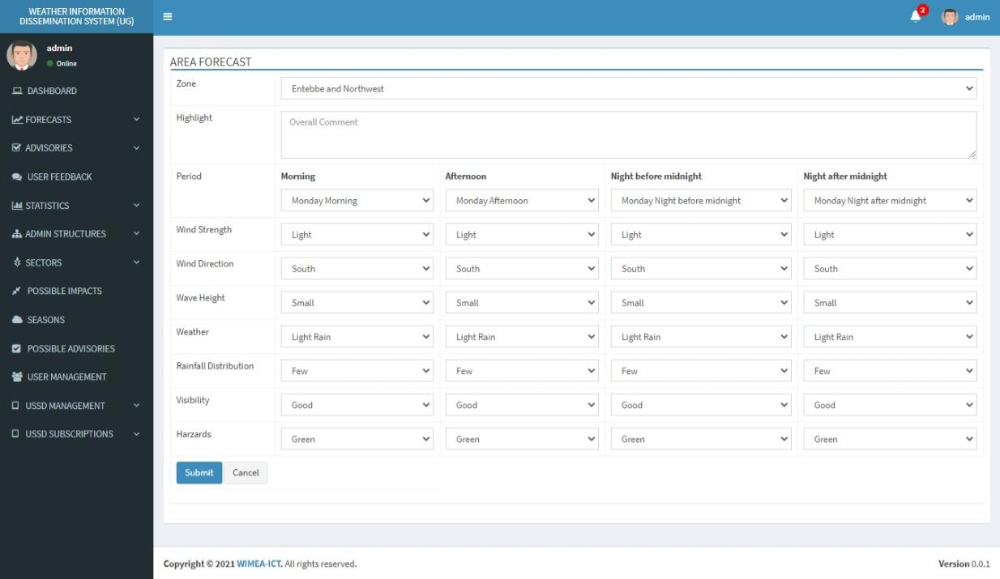 WEATHER INFORMATION
DISSEMINATION SYSTEM (UG)
2
admin
admin
Online
DASHBOARD
FORECASTS
ADVISORIES
USER FEEDBACK
STATISTICS
ADMIN STRUCTURES
SECTORS
POSSIBLE IMPACTS
SEASONS
POSSIBLE ADVISORIES
USER MANAGEMENT
USSD MANAGEMENT
USSD SUBSCRIPTIONS
AREA FORECAST
Zone Entebbe and Northwest
Highlight Overall Comment
Period Morning Afternoon Night before midnight Night after midnight
Monday Morning Monday Afternoon Monday Night before midnight Monday Night after midnight
Wind Strength Light Light Light Light
Wind Direction South South South South
Wave Height Small Small Small Small
Weather Light Rain Light Rain Light Rain Light Rain
Rainfall Distribution Few Few Few Few
Visibility Good Good Good Good
Harzards Green Green Green Green
Submit Cancel
Copyright © 2021 WIMEA-ICT. All rights reserved. Version 0.0.1